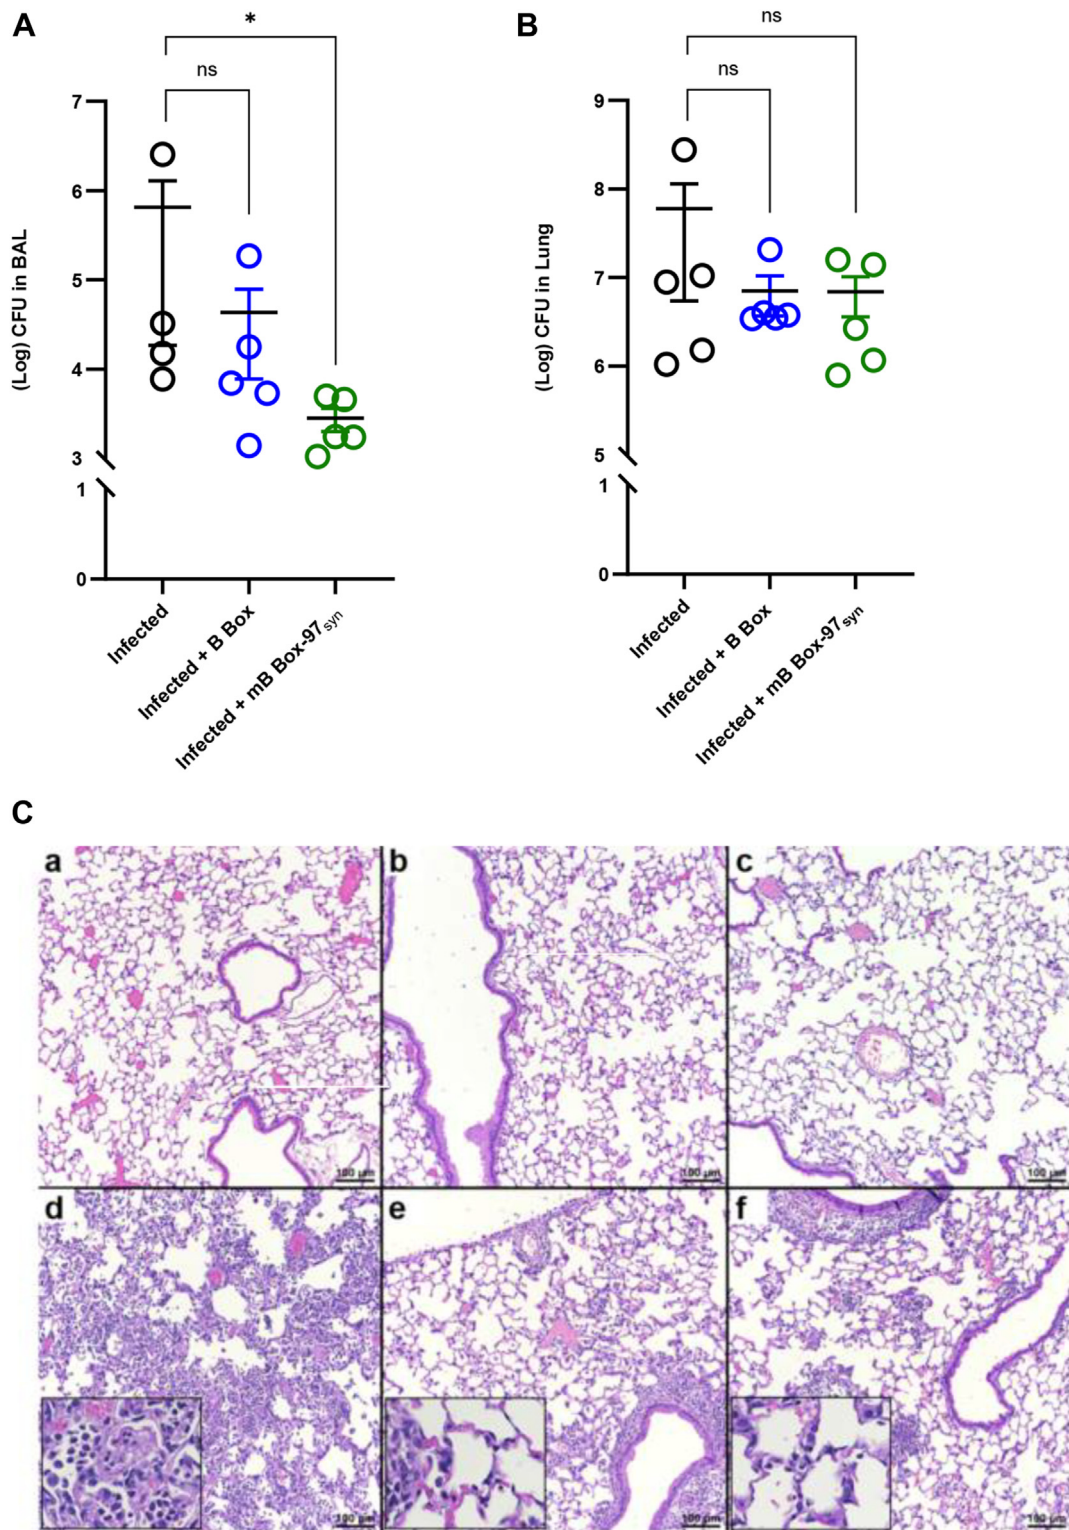 A
*
ns
7
6
5
4
3
1
0
(Log) CFU in BAL
Infected
Infected + B Box
Infected + mB Box-97syn
B
ns
ns
9
8
7
6
5
1
0
(Log) CFU in Lung
Infected
Infected + B Box
Infected + mB Box-97syn
C
a
b
c
100 µm
100 µm
100 µm
d
e
f
100 µm
100 µm
100 µm